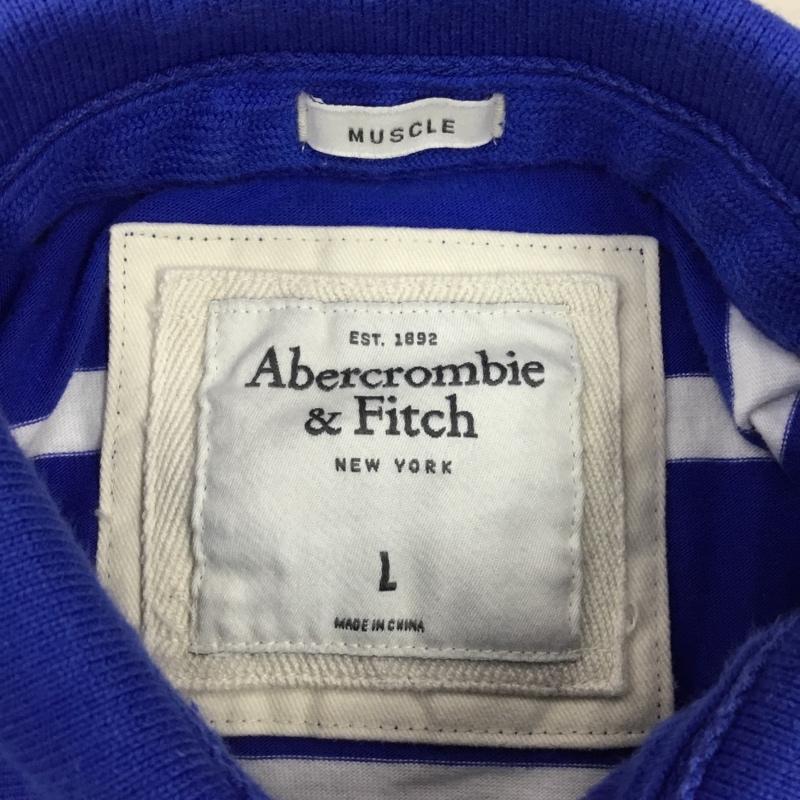 MUSCLE
EST. 1892
Abercrombie
& Fitch
NEW YORK
L
MADE IN CHINA